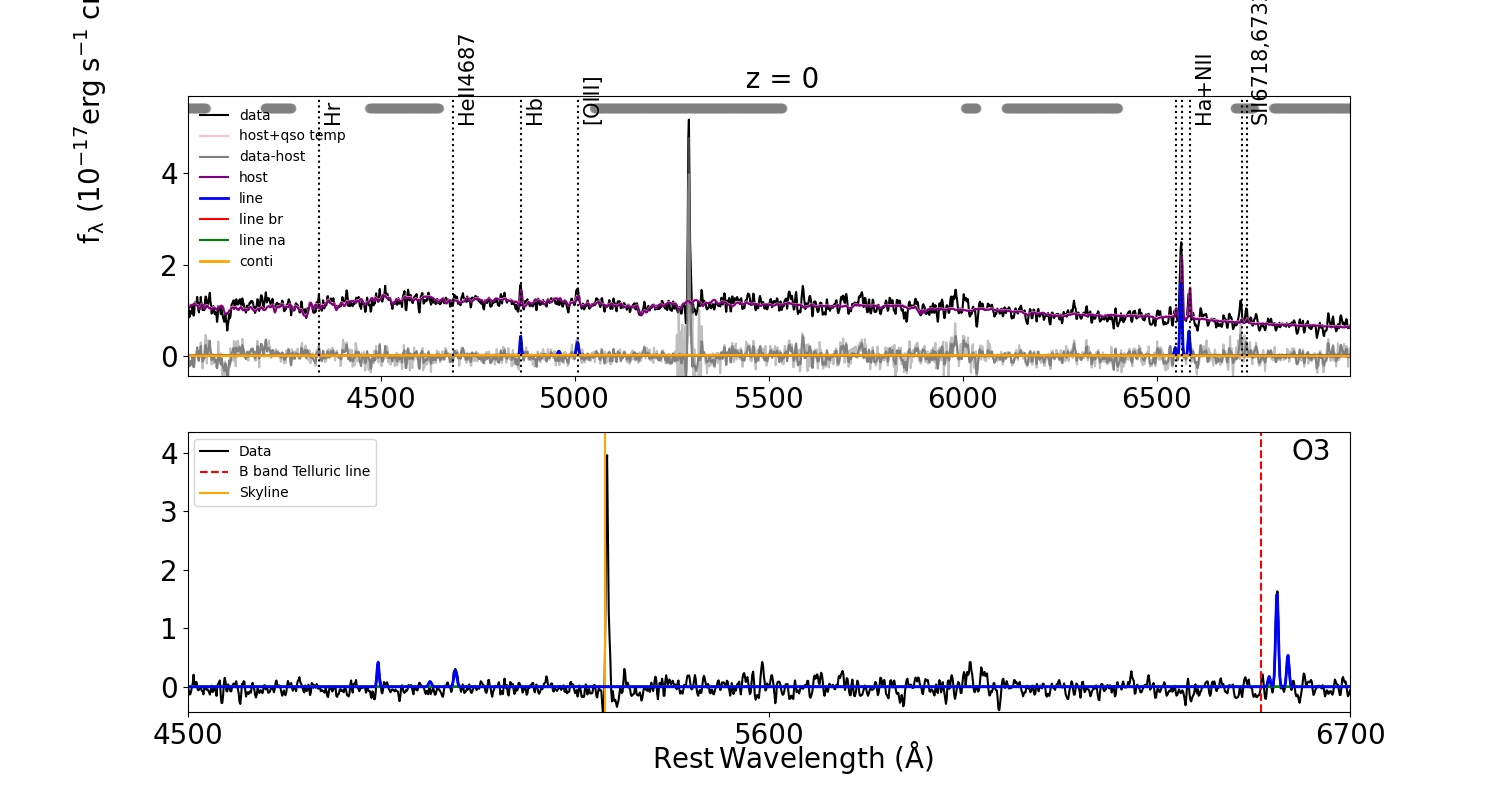 z = 0
fλ (10−17erg s−1 c
Hr
HeII4687
Hb
[OIII]
Ha+NII
SII6718,673
data
host+qso temp
data-host
host
line
line br
line na
conti
4
2
0
4500 5000 5500 6000 6500
O3
Data
B band Telluric line
Skyline
4
3
2
1
0
4500 5600 6700
Rest Wavelength (Å)